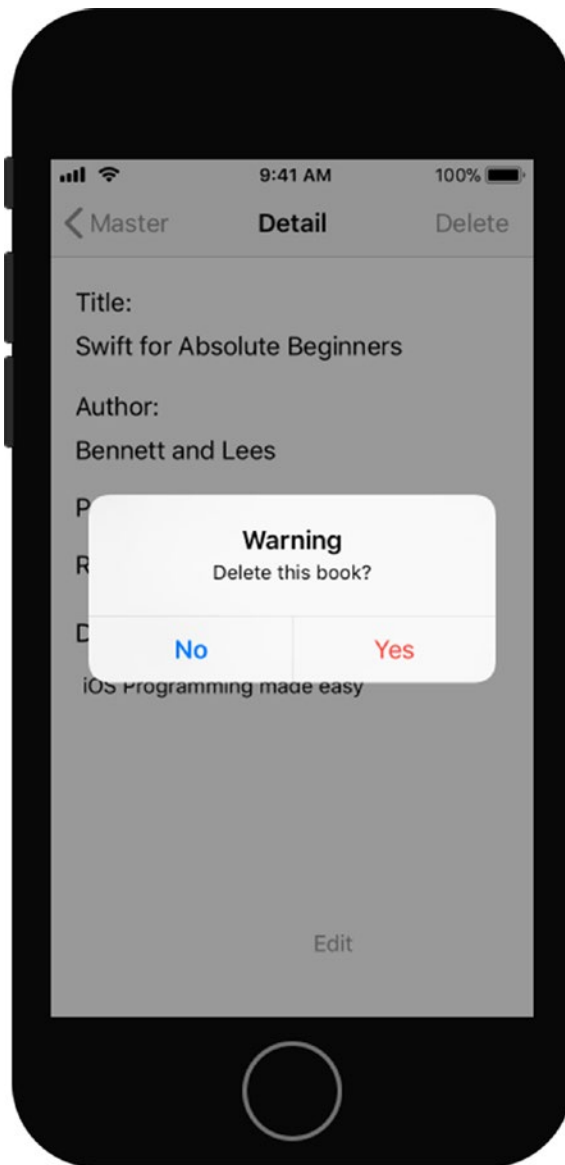 9:41 AM 100%
Master Detail Delete
Title:
Swift for Absolute Beginners
Author:
Bennett and Lees
P
Warning
R
Delete this book?
D
No Yes
iOS Programming made easy
Edit